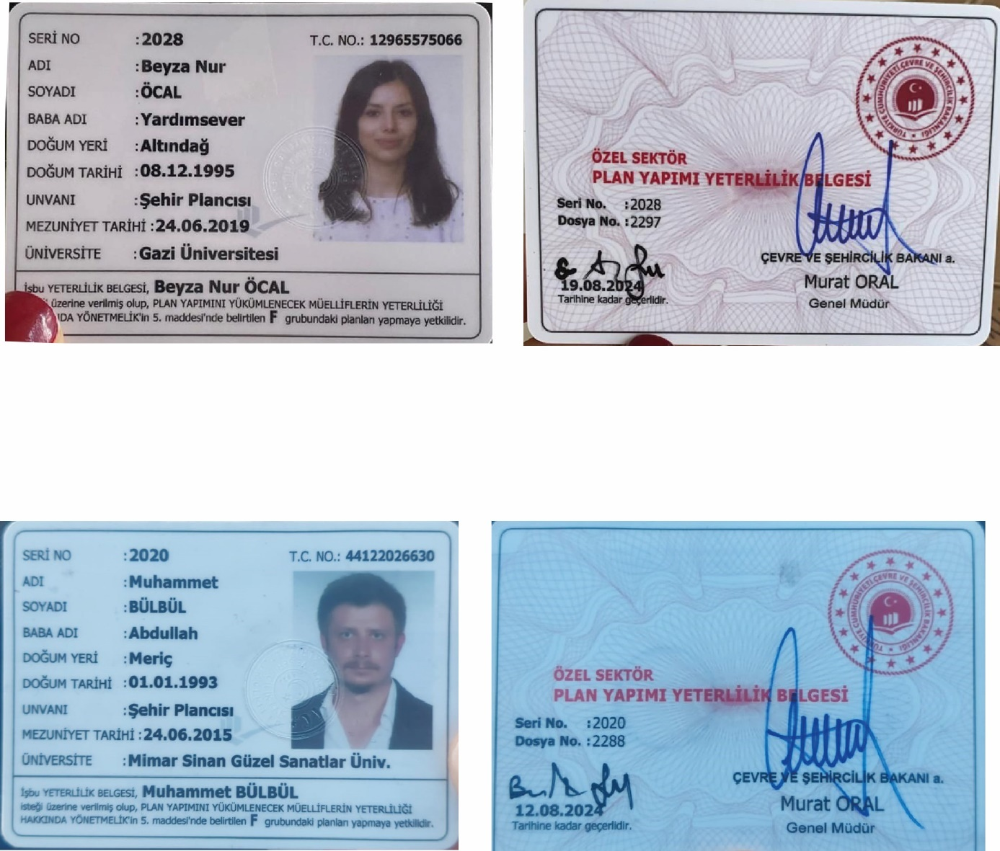 SERİ NO : 2028 T.C. NO.: 12965575066
ADI : Beyza Nur
SOYADI : ÖCAL
BABA ADI : Yardımsever
DOĞUM YERİ : Altındağ
DOĞUM TARİHİ : 08.12.1995
UNVANI : Şehir Plancısı
MEZUNİYET TARİHİ : 24.06.2019
ÜNİVERSİTE : Gazi Üniversitesi
İşbu YETERLİLİK BELGESİ, Beyza Nur ÖCAL
üzerine verilmiş olup, PLAN YAPIMINI YÜKÜMLENECEK MÜELLİFLERİN YETERLİLİĞİ
YÖNETMELİK'in 5. maddesi'nde belirtilen F grubundaki planları yapmaya yetkilidir.
TÜRKİYE CUMHURİYETİ ÇEVRE VE ŞEHİRCİLİK BAKANLIĞI
ÖZEL SEKTÖR
PLAN YAPIMI YETERLİLİK BELGESİ
Seri No. : 2028
Dosya No. : 2297
ÇEVRE VE ŞEHİRCİLİK BAKANI a.
Murat ORAL
Genel Müdür
19.08.2024
Tarihine kadar geçerlidir.
SERİ NO : 2020 T.C. NO.: 44122026630
ADI : Muhammet
SOYADI : BÜLBÜL
BABA ADI : Abdullah
DOĞUM YERİ : Meriç
DOĞUM TARİHİ : 01.01.1993
UNVANI : Şehir Plancısı
MEZUNİYET TARİHİ : 24.06.2015
ÜNİVERSİTE : Mimar Sinan Güzel Sanatlar Üniv.
İşbu YETERLİLİK BELGESİ, Muhammet BÜLBÜL
isteği üzerine verilmiş olup, PLAN YAPIMINI YÜKÜMLENECEK MÜELLİFLERİN YETERLİLİĞİ
HAKKINDA YÖNETMELİK'in 5. maddesi'nde belirtilen F grubundaki planları yapmaya yetkilidir.
TÜRKİYE CUMHURİYETİ ÇEVRE VE ŞEHİRCİLİK BAKANLIĞI
ÖZEL SEKTÖR
PLAN YAPIMI YETERLİLİK BELGESİ
Seri No. : 2020
Dosya No. : 2288
ÇEVRE VE ŞEHİRCİLİK BAKANI a.
Murat ORAL
Genel Müdür
12.08.2024
Tarihine kadar geçerlidir.